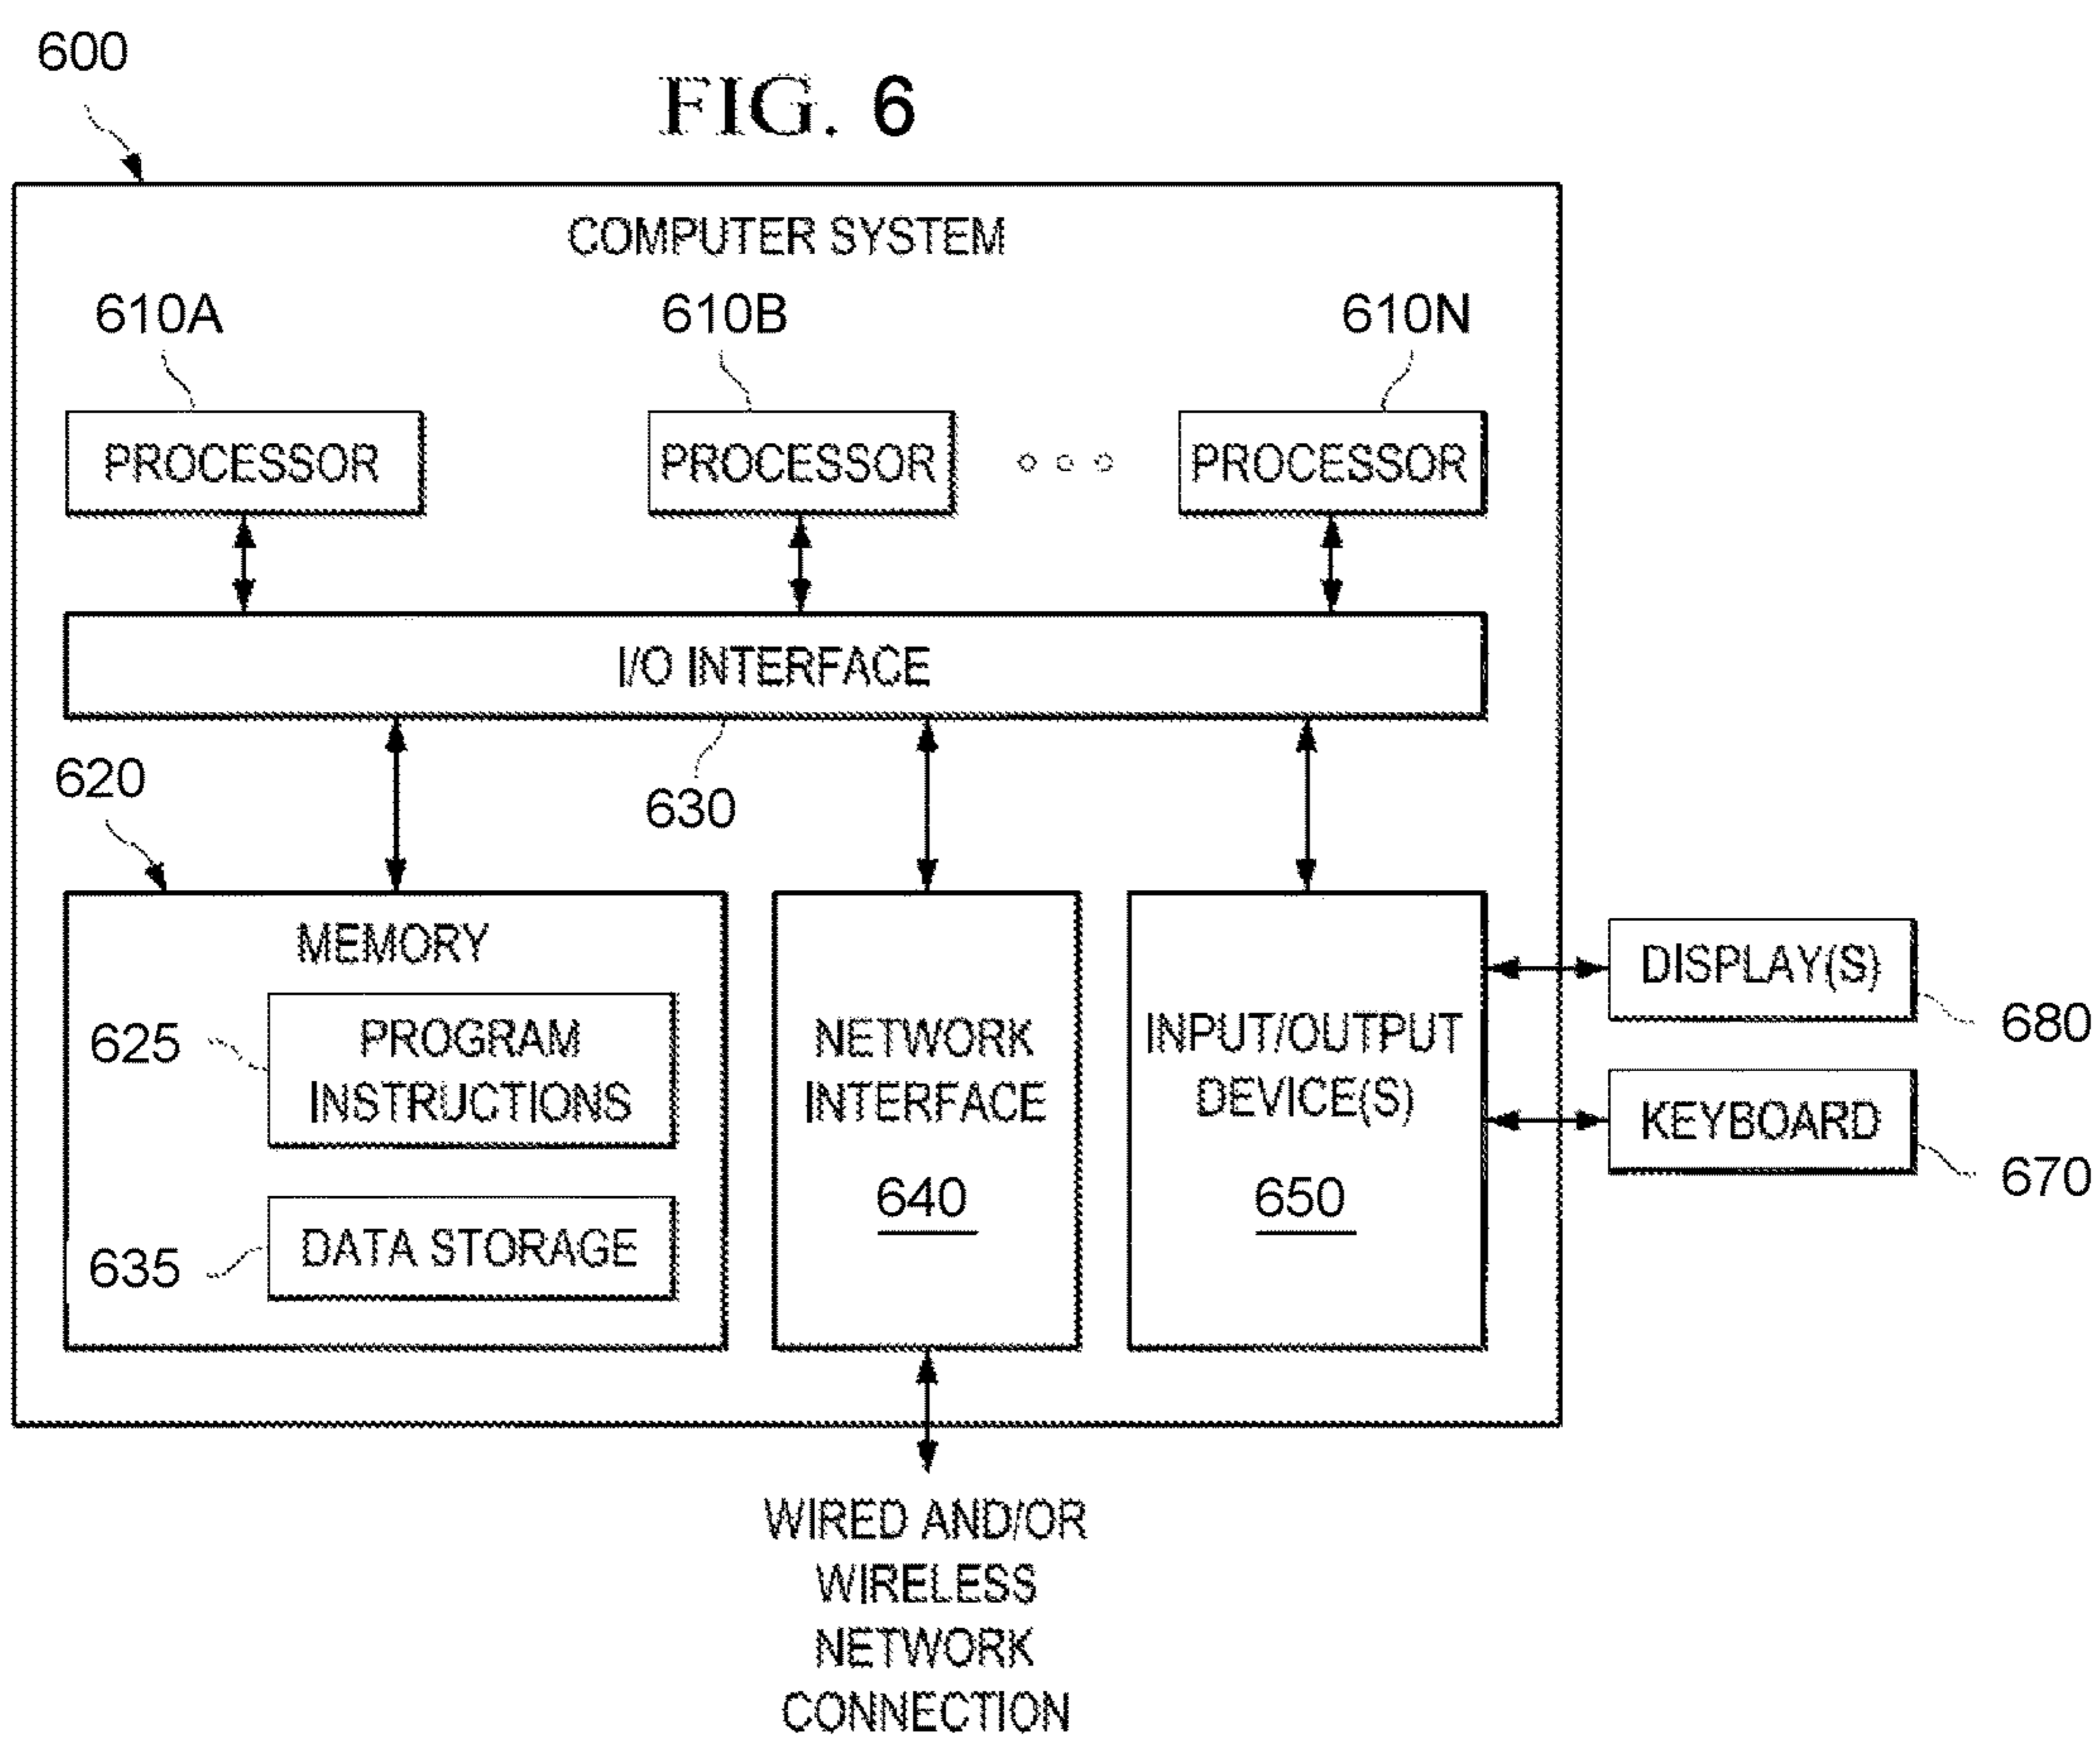 600
FIG. 6
COMPUTER SYSTEM
610A
610B
610N
PROCESSOR
PROCESSOR
PROCESSOR
I/O INTERFACE
620
630
MEMORY
625
PROGRAM
INSTRUCTIONS
635
DATA STORAGE
NETWORK
INTERFACE
640
INPUT/OUTPUT
DEVICE(S)
650
DISPLAY(S)
680
KEYBOARD
670
WIRED AND/OR
WIRELESS
NETWORK
CONNECTION